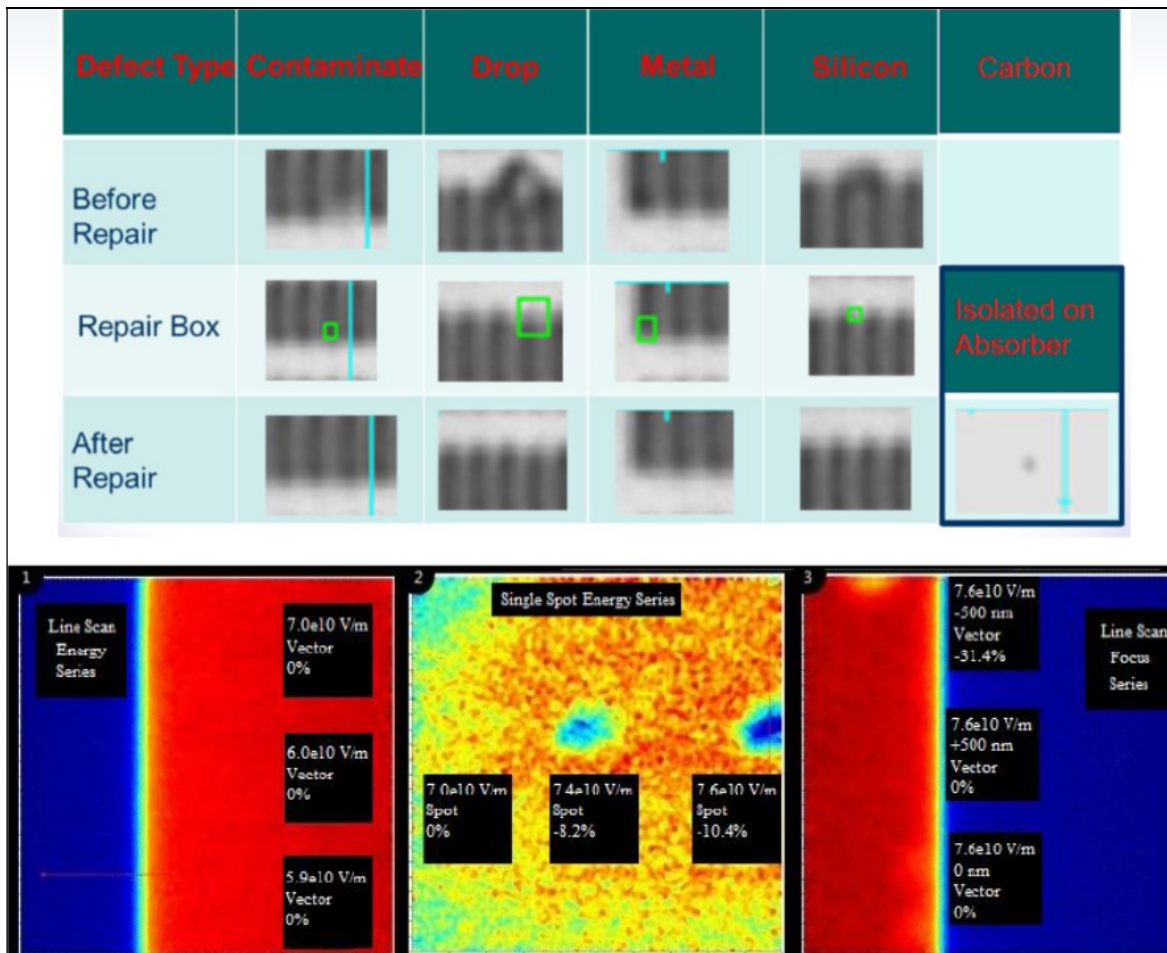 Defect Type Contaminate Drop Metal Silicon Carbon
Before
Repair
Repair Box
Isolated on
Absorber
After
Repair
1
Line Scan
Energy
Series
7.0e10 V/m
Vector
0%
6.0e10 V/m
Vector
0%
5.9e10 V/m
Vector
0%
2
Single Spot Energy Series
7.0e10 V/m
Spot
0%
7.4e10 V/m
Spot
-8.2%
7.6e10 V/m
Spot
-10.4%
3
7.6e10 V/m
-500 nm
Vector
-31.4%
Line Scan
Focus
Series
7.6e10 V/m
+500 nm
Vector
0%
7.6e10 V/m
0 nm
Vector
0%